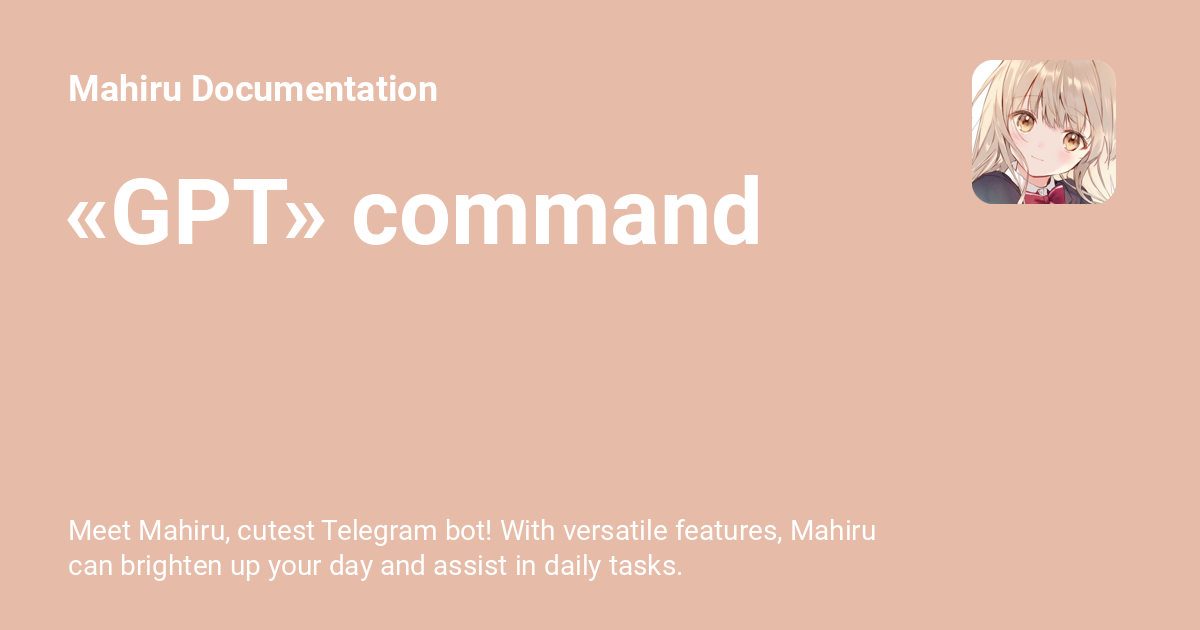 Mahiru Documentation
«GPT» command
Meet Mahiru, cutest Telegram bot! With versatile features, Mahiru
can brighten up your day and assist in daily tasks.